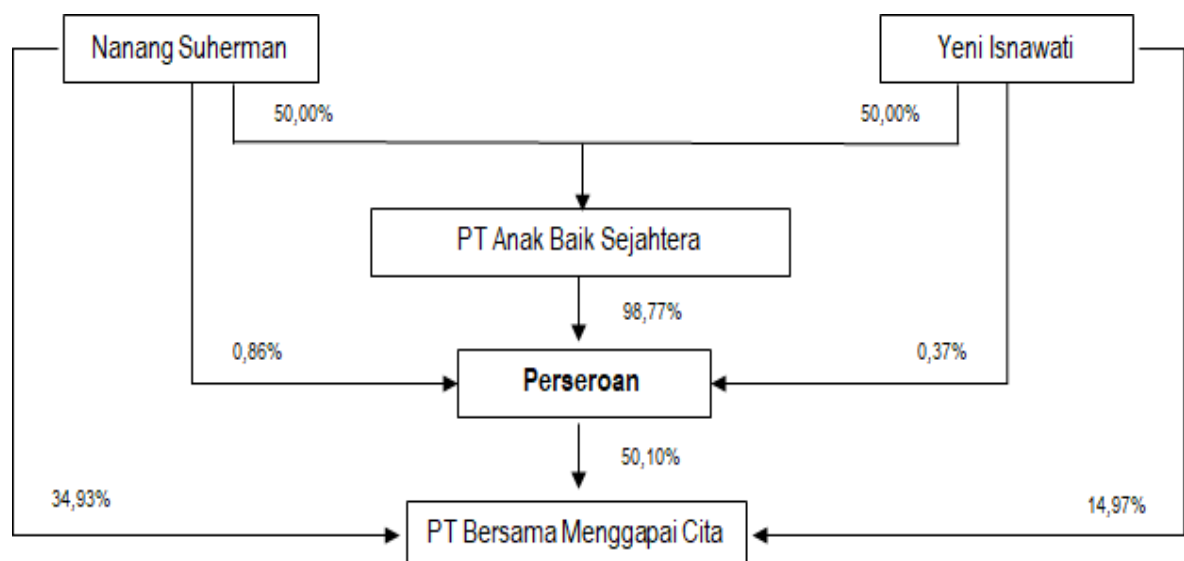 Nanang Suherman
Yeni Isnawati
50,00%
50,00%
PT Anak Baik Sejahtera
98,77%
0,86%
0,37%
Perseroan
50,10%
34,93%
14,97%
PT Bersama Menggapai Cita